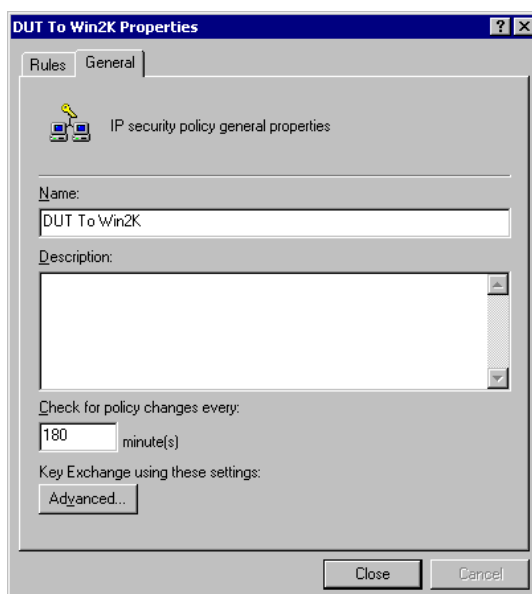 DUT To Win2K Properties
Rules General
IP security policy general properties
Name:
DUT To Win2K
Description:
Check for policy changes every:
180 minute(s)
Key Exchange using these settings:
Advanced...
Close Cancel